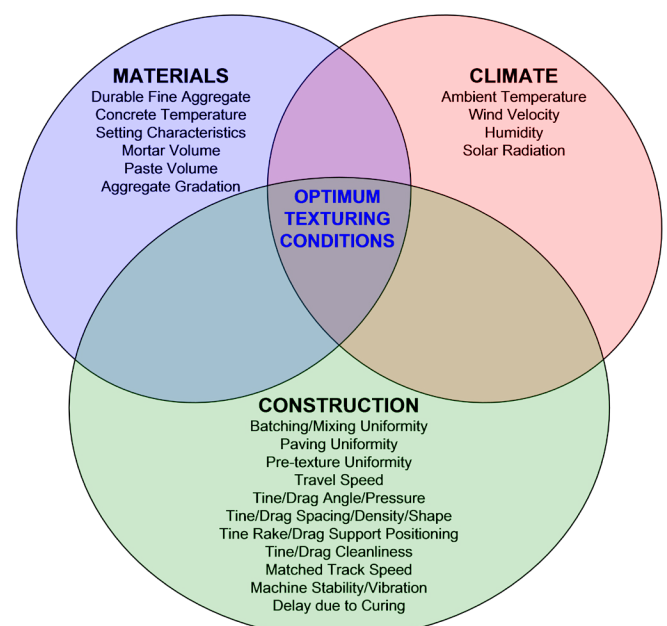 MATERIALS
Durable Fine Aggregate
Concrete Temperature
Setting Characteristics
Mortar Volume
Paste Volume
Aggregate Gradation
CLIMATE
Ambient Temperature
Wind Velocity
Humidity
Solar Radiation
OPTIMUM
TEXTURING
CONDITIONS
CONSTRUCTION
Batching/Mixing Uniformity
Paving Uniformity
Pre-texture Uniformity
Travel Speed
Tine/Drag Angle/Pressure
Tine/Drag Spacing/Density/Shape
Tine Rake/Drag Support Positioning
Tine/Drag Cleanliness
Matched Track Speed
Machine Stability/Vibration
Delay due to Curing